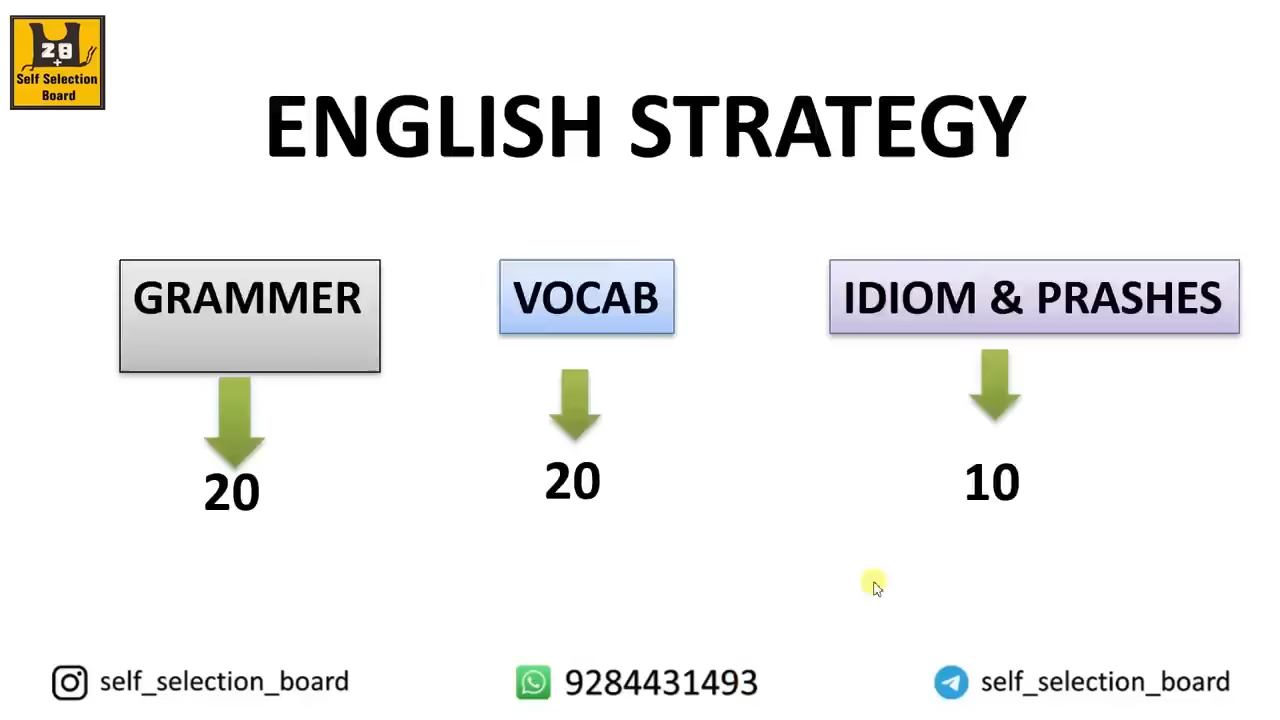 28
+
Self Selection
Board
ENGLISH STRATEGY
GRAMMER
VOCAB
IDIOM & PRASHES
20
20
10
self_selection_board
9284431493
self_selection_board